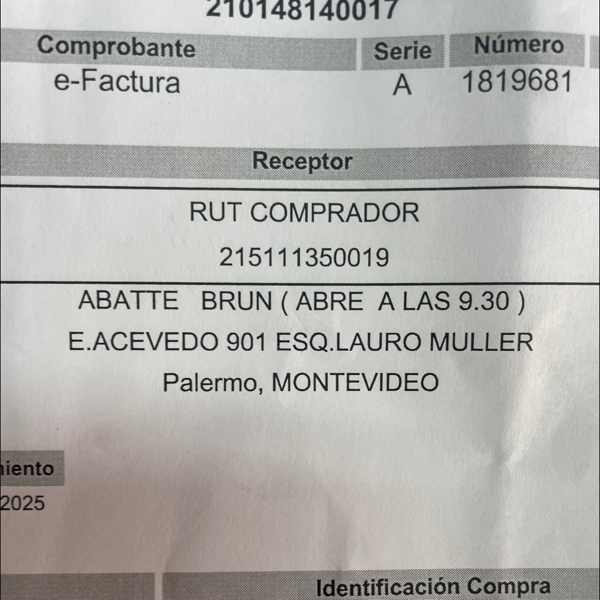 210148140017
Comprobante Serie Número
e-Factura A 1819681
Receptor
RUT COMPRADOR
215111350019
ABATTE BRUN ( ABRE A LAS 9.30 )
E.ACEVEDO 901 ESQ.LAURO MULLER
Palermo, MONTEVIDEO
niento
2025
Identificación Compra